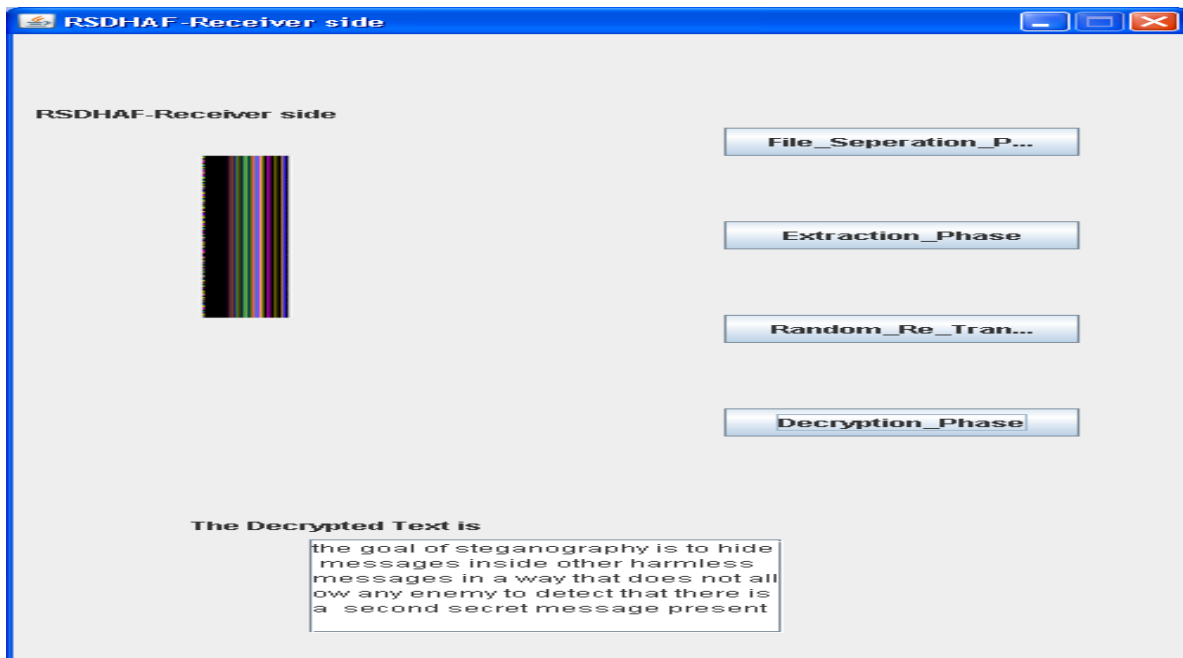 RSDHAF-Receiver side
RSDHAF-Receiver side
File_Seperation_P...
Extraction_Phase
Random_Re_Tran...
Decryption_Phase
The Decrypted Text is
the goal of steganography is to hide
messages inside other harmless
messages in a way that does not all
ow any enemy to detect that there is
a  second secret message present